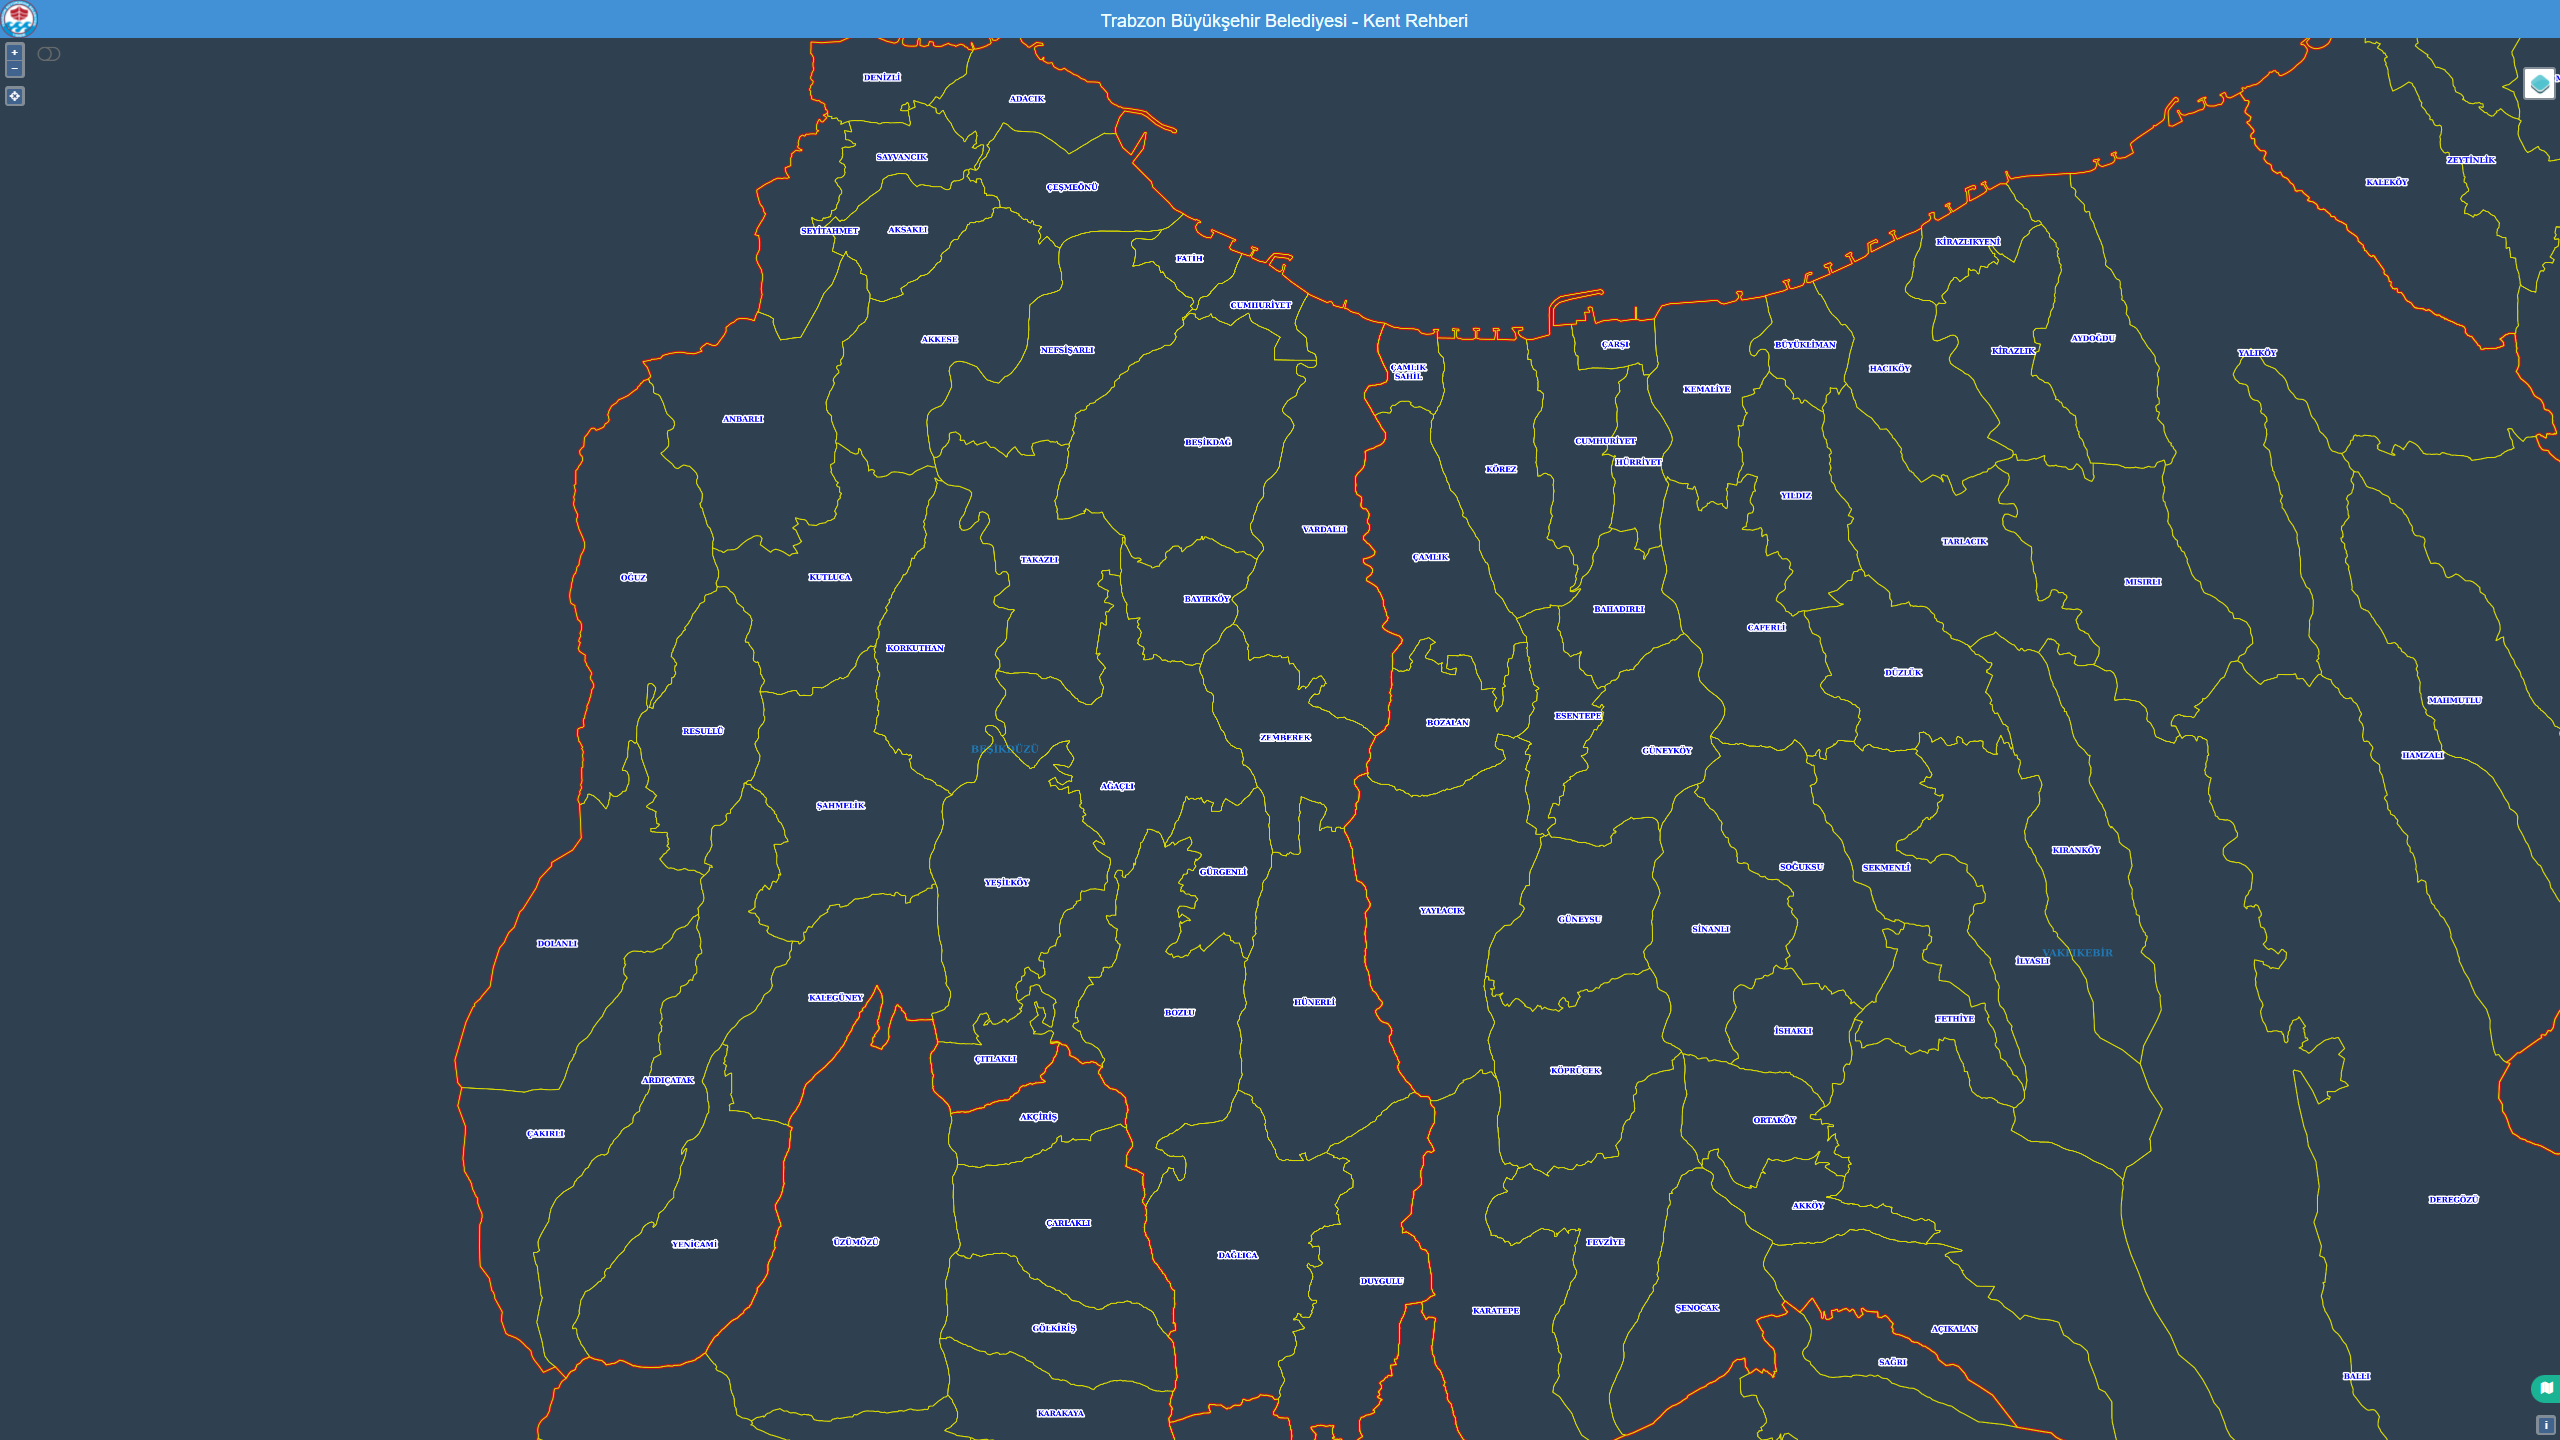 Trabzon Büyükşehir Belediyesi - Kent Rehberi
+
−
DENİZLİ
ADACIK
SAYVANCIK
ZEYTİNLİK
KALEKÖY
ÇEŞMEÖNÜ
SEYİTAHMET
AKSAKLI
KİRAZLIKYENİ
FATİH
CUMHURİYET
AKKESE
NEFSİŞARLI
ÇARŞI
BÜYÜKLİMAN
AYDOĞDU
KİRAZLIK
YALIKÖY
ÇAMLIK
SAHİL
HACIKÖY
KEMALİYE
ANBARLI
BEŞİKDAĞ
CUMHURİYET
HÜRRİYET
KÖREZ
YILDIZ
VARDALLI
TARLACIK
TAKAZLI
ÇAMLIK
OĞUZ
KUTLUCA
MISIRLI
BAYIRKÖY
BAHADIRLI
CAFERLİ
KORKUTHAN
DÜZLÜK
MAHMUTLU
ESENTEPE
BOZALAN
RESULLÜ
ZEMBEREK
BEŞİKDÜZÜ
GÜNEYKÖY
HAMZALI
AĞAÇLI
ŞAHMELİK
KIRANKÖY
SOĞUKSU
SEKMENLİ
GÜRGENLİ
YEŞİLKÖY
YAYLACIK
GÜNEYSU
SİNANLI
DOLANLI
VAKFIKEBİR
İLYASLI
KALEGÜNEY
HÜNERLİ
BOZLU
FETHİYE
İSHAKLI
ÇITLAKLI
KÖPRÜCEK
ARDIÇATAK
AKÇİRİŞ
ORTAKÖY
ÇAKIRLI
DEREGÖZÜ
AKKÖY
ÇARLAKLI
ÜZÜMÖZÜ
FEVZİYE
YENİCAMİ
DAĞLICA
DUYGULU
ŞENOCAK
KARATEPE
GÖLKİRİŞ
AÇIKALAN
SAĞRI
BALLI
KARAKAYA
i